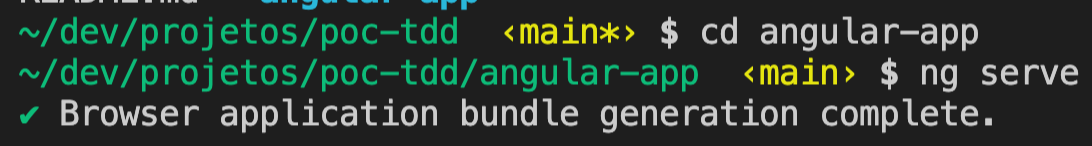 ~/dev/projetos/poc-tdd ‹main*› $ cd angular-app
~/dev/projetos/poc-tdd/angular-app ‹main› $ ng serve
✔ Browser application bundle generation complete.